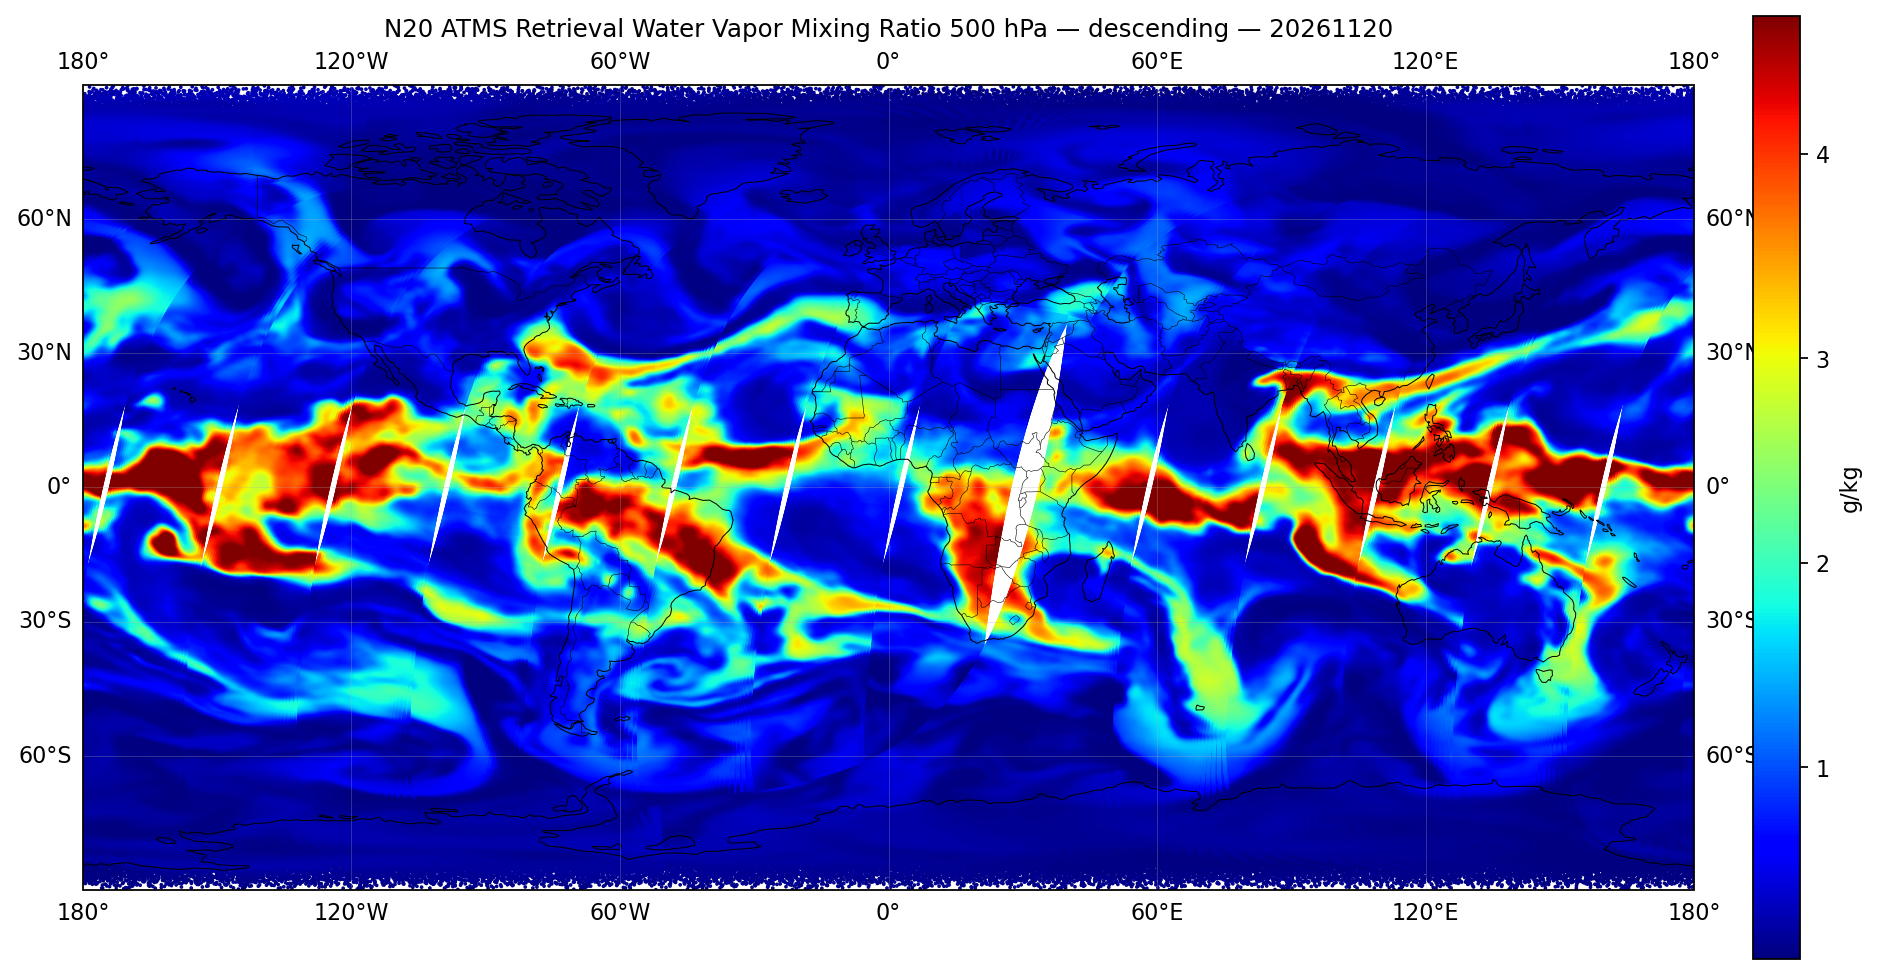 N20 ATMS Retrieval Water Vapor Mixing Ratio 500 hPa — descending — 20261120
180° 120°W 60°W 0° 60°E 120°E 180°
60°N 60°N
30°N 30°N
0° 0°
30°S 30°S
60°S 60°S
180° 120°W 60°W 0° 60°E 120°E 180°
4
3
2
1
g/kg